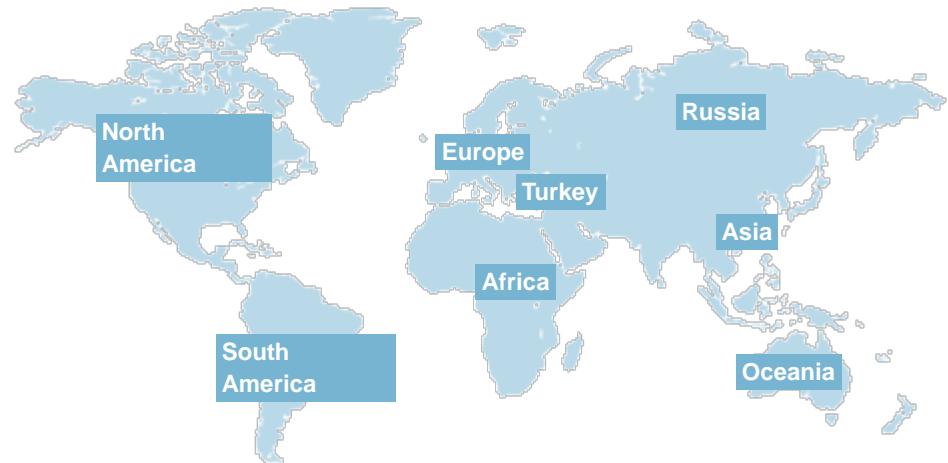 Russia
North
America
Europe
Turkey
Asia
Africa
South
America
Oceania